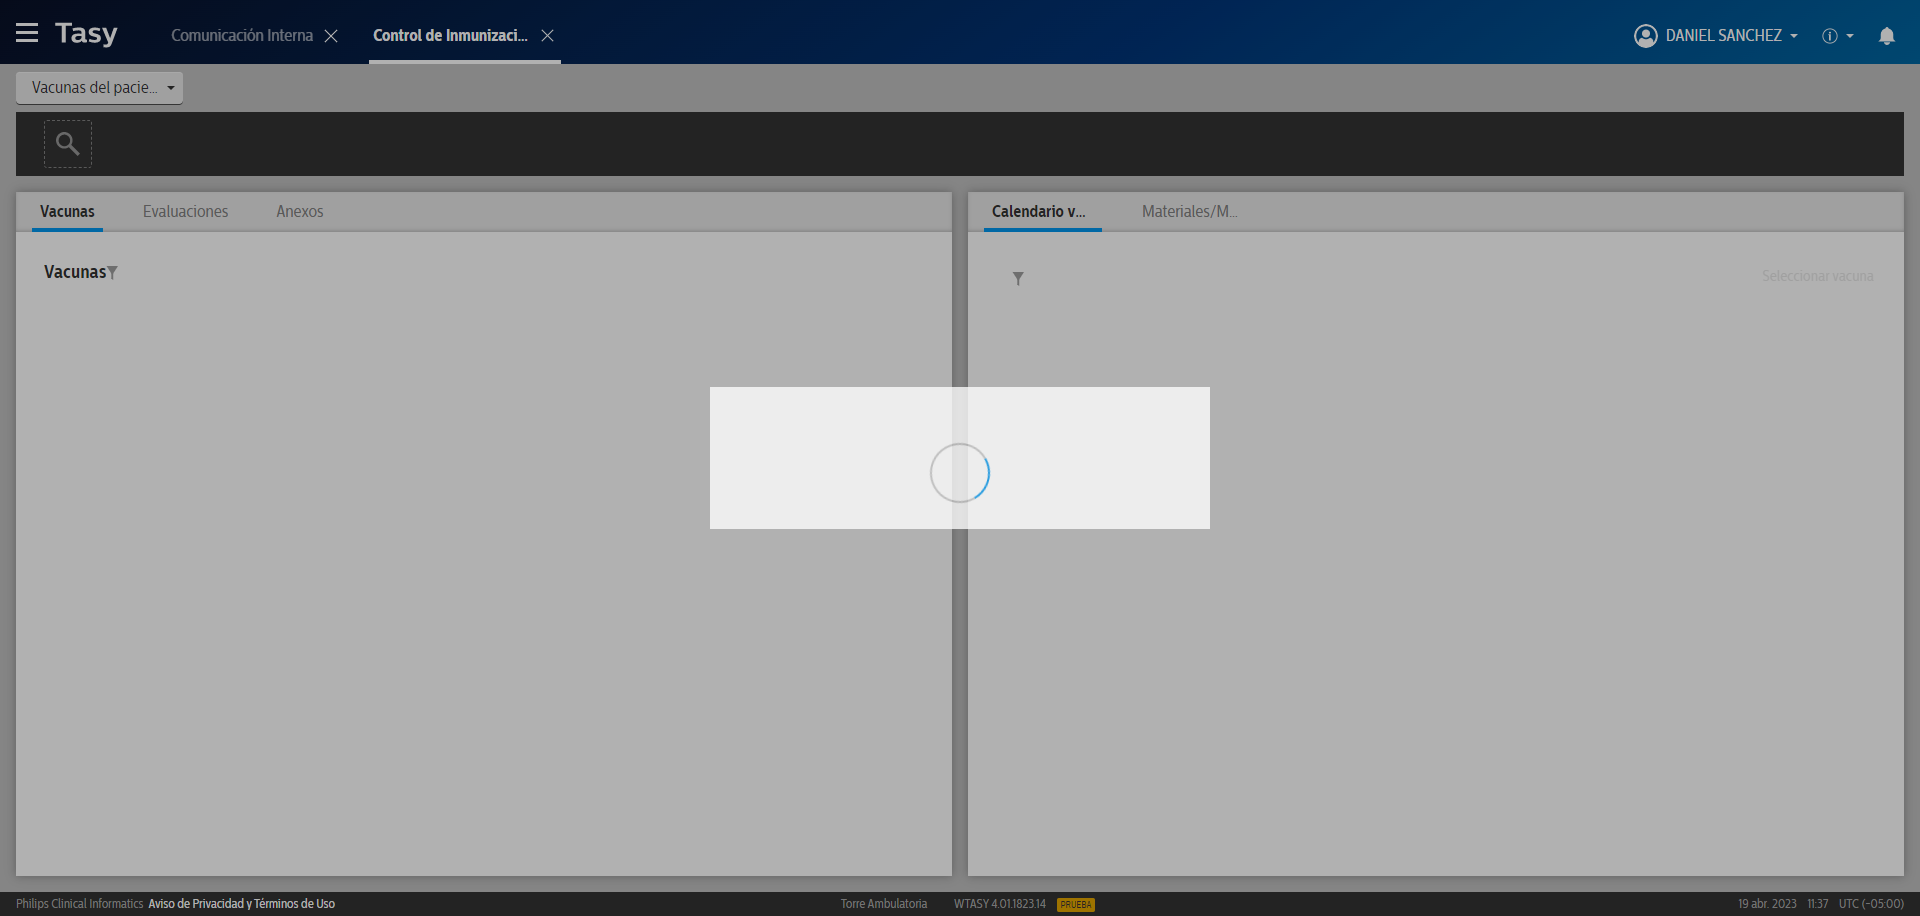 Tasy
Comunicación Interna
Control de Inmunizaci...
DANIEL SANCHEZ
Vacunas del pacie...
Vacunas Evaluaciones Anexos
Calendario v... Materiales/M...
Vacunas
Seleccionar vacuna
Philips Clinical Informatics Aviso de Privacidad y Términos de Uso
Torre Ambulatoria WTASY 4.01.1823.14 PRUEBA
19 abr. 2023 11:37 UTC (-05:00)